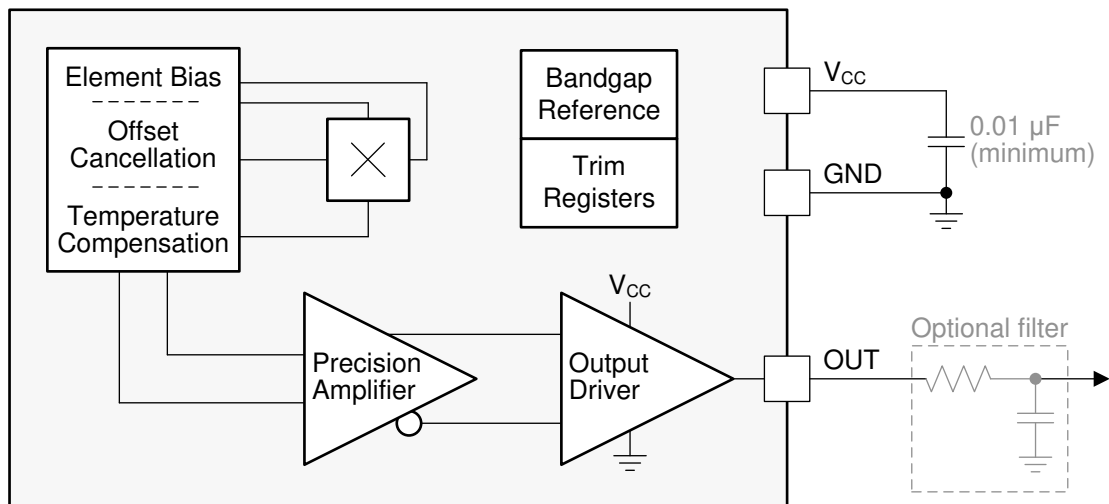 Element Bias
Offset
Cancellation
Temperature
Compensation
Bandgap
Reference
Trim
Registers
VCC
0.01 µF
(minimum)
GND
VCC
Optional filter
Precision
Amplifier
Output
Driver
OUT